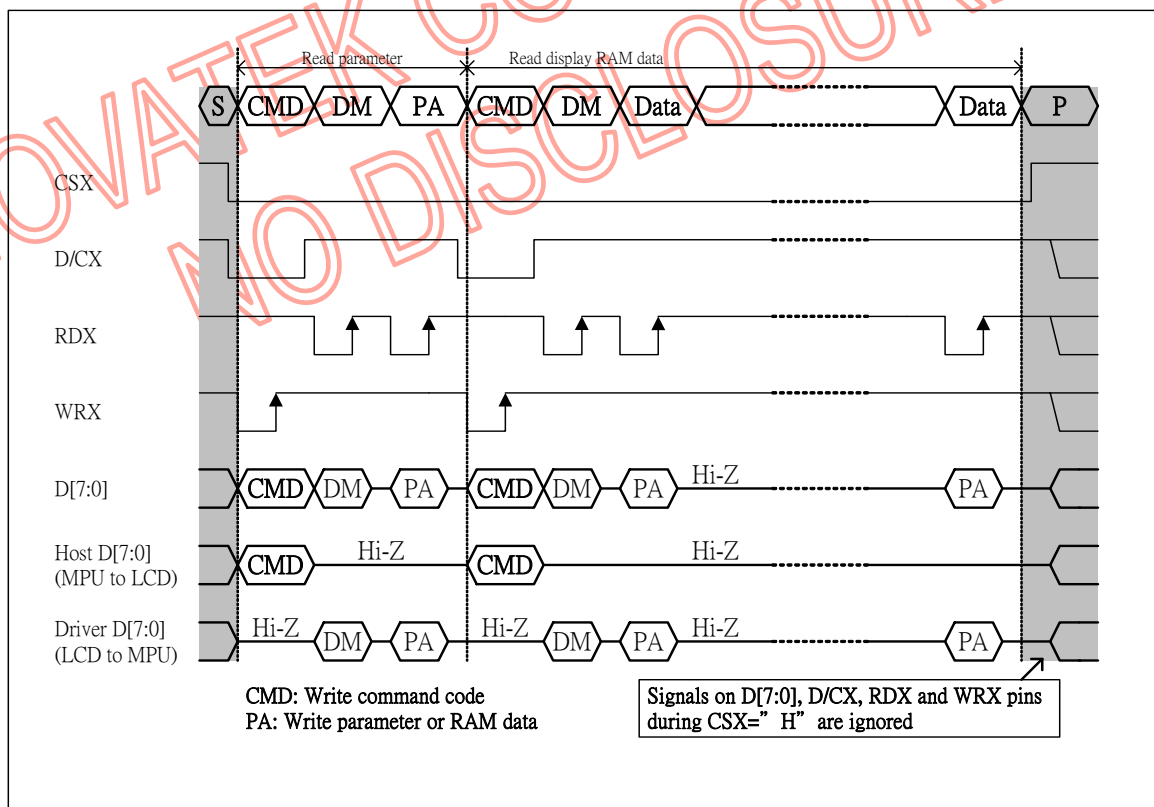 OVATEK CO
NO DISCLOSUR
Read parameter Read display RAM data
S CMD DM PA CMD DM Data Data P
CSX
D/CX
RDX
WRX
D[7:0] CMD DM PA CMD DM PA Hi-Z PA
Host D[7:0]
(MPU to LCD) CMD Hi-Z CMD Hi-Z
Driver D[7:0]
(LCD to MPU) Hi-Z DM PA Hi-Z DM PA Hi-Z PA
CMD: Write command code
PA: Write parameter or RAM data
Signals on D[7:0], D/CX, RDX and WRX pins
during CSX=” H” are ignored